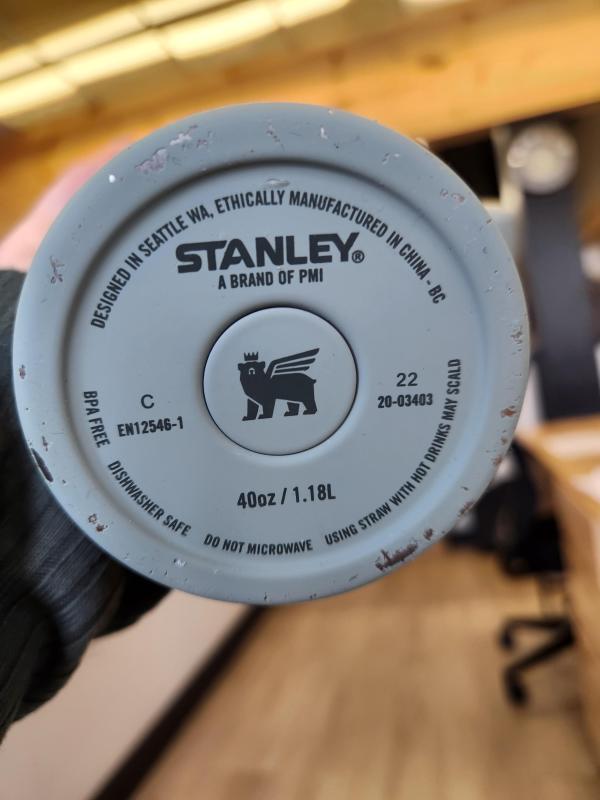 DESIGNED IN SEATTLE WA, ETHICALLY MANUFACTURED IN CHINA - BC
STANLEY®
A BRAND OF PMI
C
EN12546-1
22
20-03403
40oz / 1.18L
BPA FREE
DISHWASHER SAFE
DO NOT MICROWAVE
USING STRAW WITH HOT DRINKS MAY SCALD